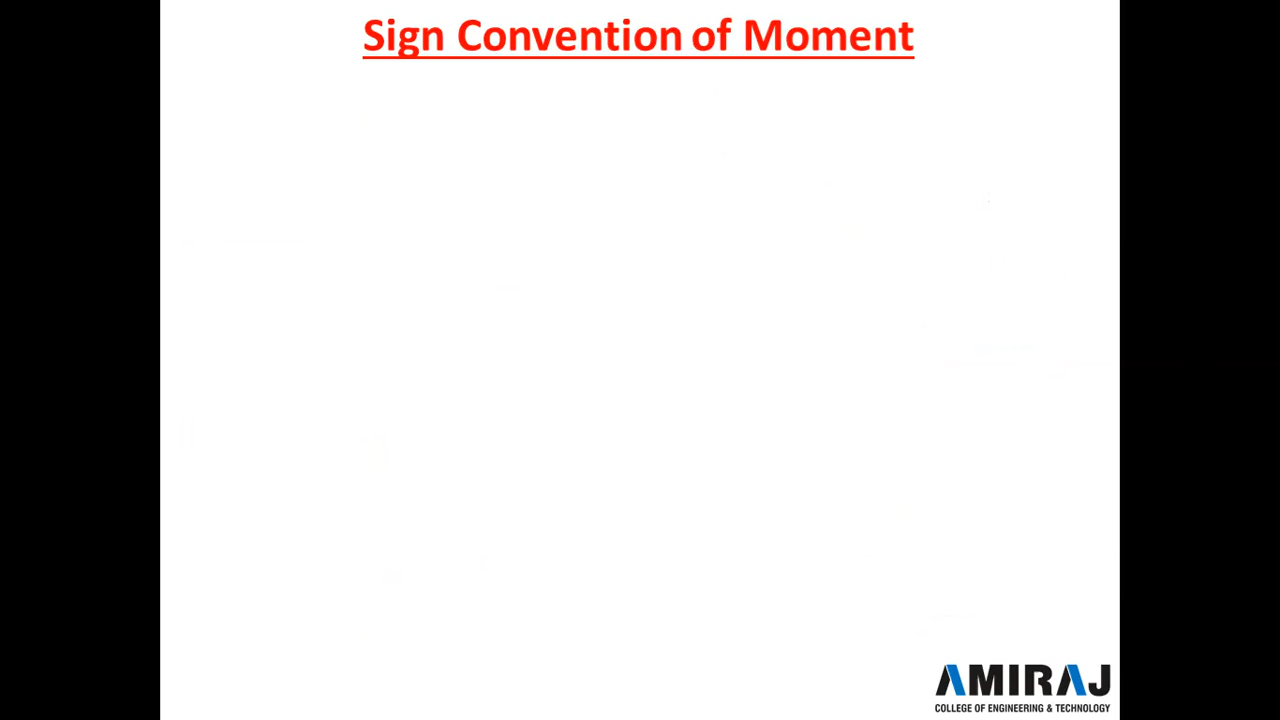 Sign Convention of Moment
AMIRAJ
COLLEGE OF ENGINEERING & TECHNOLOGY